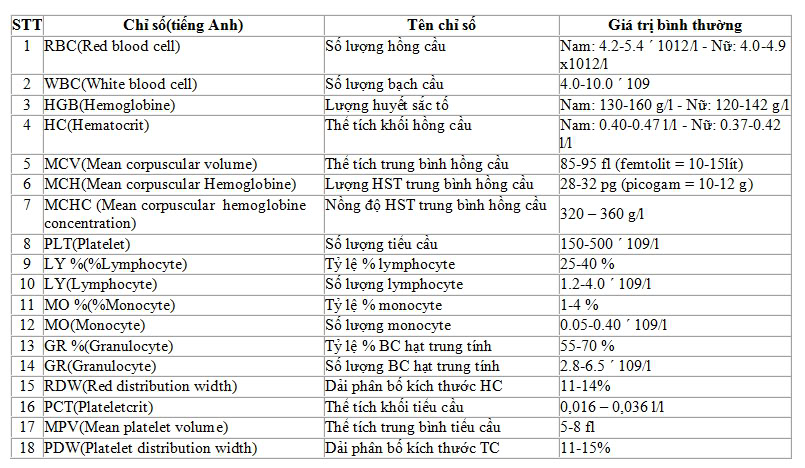 STT Chỉ số(tiếng Anh) Tên chỉ số Giá trị bình thường
1 RBC(Red blood cell) Số lượng hồng cầu Nam: 4.2-5.4 ´ 1012/l - Nữ: 4.0-4.9
x1012/l
2 WBC(White blood cell) Số lượng bạch cầu 4.0-10.0 ´ 109
3 HGB(Hemoglobine) Lượng huyết sắc tố Nam: 130-160 g/l - Nữ: 120-142 g/l
4 HC(Hematocrit) Thể tích khối hồng cầu Nam: 0.40-0.47 l/l - Nữ: 0.37-0.42
l/l
5 MCV(Mean corpuscular volume) Thể tích trung bình hồng cầu 85-95 fl (femtolit = 10-15lít)
6 MCH(Mean corpuscular Hemoglobine) Lượng HST trung bình hồng cầu 28-32 pg (picogam = 10-12 g)
7 MCHC (Mean corpuscular hemoglobine Nồng độ HST trung bình hồng cầu 320 – 360 g/l
concentration)
8 PLT(Platelet) Số lượng tiểu cầu 150-500 ´ 109/l
9 LY %(%Lymphocyte) Tỷ lệ % lymphocyte 25-40 %
10 LY(Lymphocyte) Số lượng lymphocyte 1.2-4.0 ´ 109/l
11 MO %(%Monocyte) Tỷ lệ % monocyte 1-4 %
12 MO(Monocyte) Số lượng monocyte 0.05-0.40 ´ 109/l
13 GR %(Granulocyte) Tỷ lệ % BC hạt trung tính 55-70 %
14 GR(Granulocyte) Số lượng BC hạt trung tính 2.8-6.5 ´ 109/l
15 RDW(Red distribution width) Dải phân bố kích thước HC 11-14%
16 PCT(Plateletcrit) Thể tích khối tiểu cầu 0,016 – 0,036 l/l
17 MPV(Mean platelet volume) Thể tích trung bình tiểu cầu 5-8 fl
18 PDW(Platelet distribution width) Dải phân bố kích thước TC 11-15%